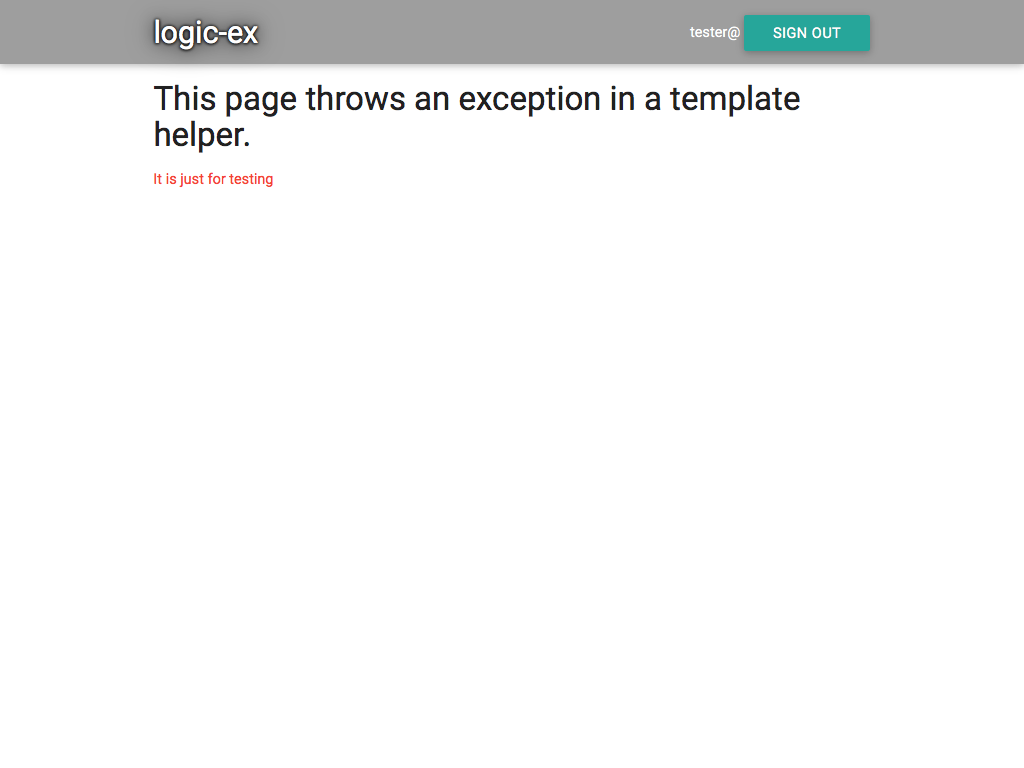 logic-ex
tester@ SIGN OUT
This page throws an exception in a template
helper.
It is just for testing